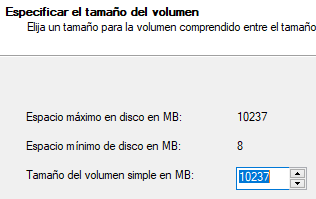 Especificar el tamaño del volumen
Elija un tamaño para la volumen comprendido entre el tamaño
Espacio máximo en disco en MB: 10237
Espacio mínimo de disco en MB: 8
Tamaño del volumen simple en MB: 10237